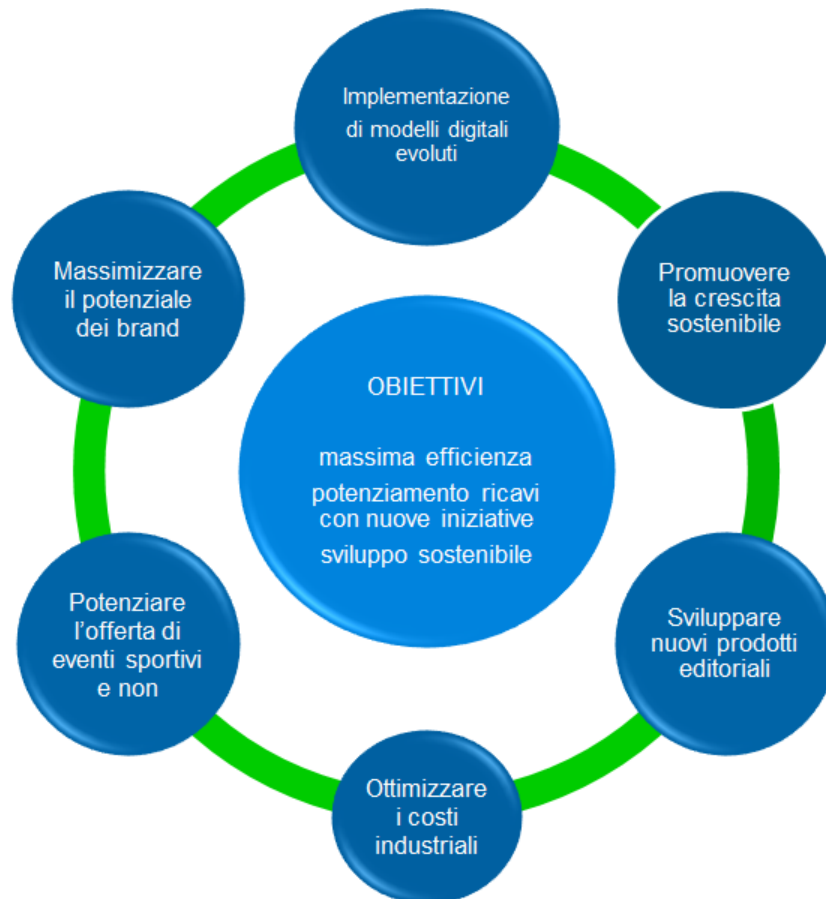 Implementazione
di modelli digitali
evoluti
Promuovere
la crescita
sostenibile
Sviluppare
nuovi prodotti
editoriali
Ottimizzare
i costi
industriali
Potenziare
l'offerta di
eventi sportivi
e non
Massimizzare
il potenziale
dei brand
OBIETTIVI
massima efficienza
potenziamento ricavi
con nuove iniziative
sviluppo sostenibile